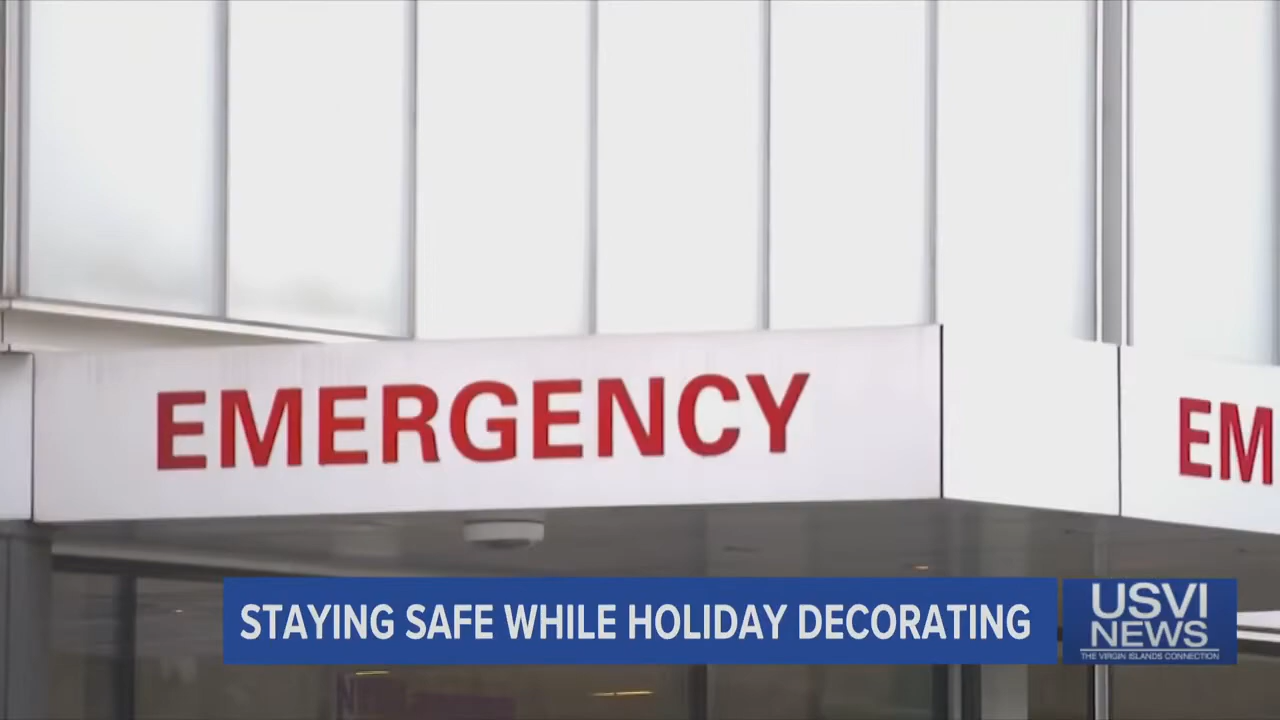 EMERGENCY
EM
STAYING SAFE WHILE HOLIDAY DECORATING
USVI
NEWS
THE VIRGIN ISLANDS CONNECTION